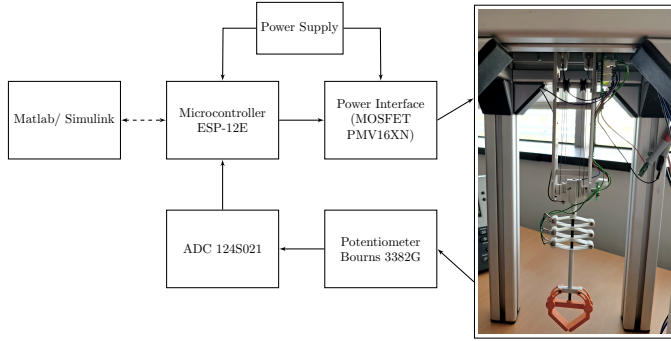 Power Supply
Matlab/ Simulink
Microcontroller
ESP-12E
Power Interface
(MOSFET
PMV16XN)
ADC 124S021
Potentiometer
Bourns 3382G